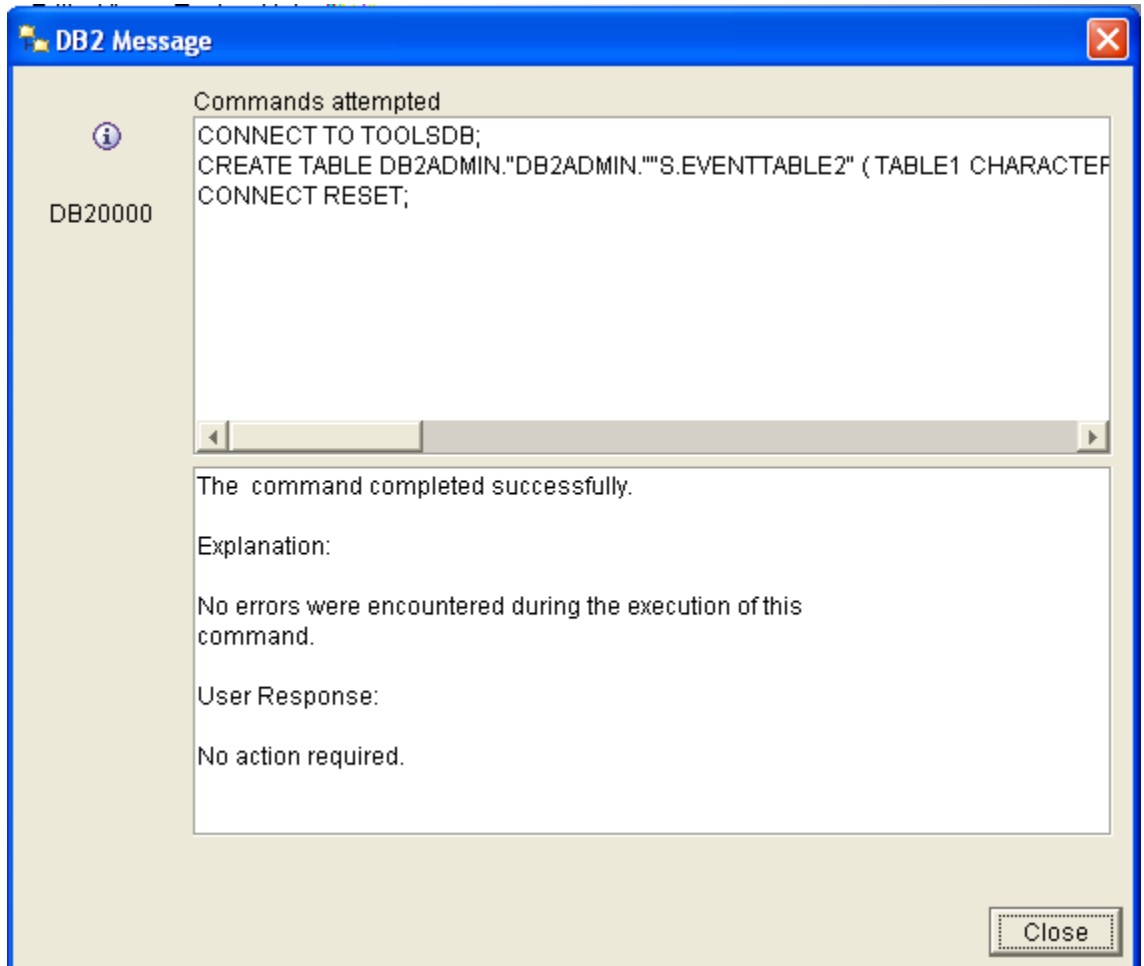 DB2 Message
Commands attempted
CONNECT TO TOOLSDB;
CREATE TABLE DB2ADMIN."DB2ADMIN.""S.EVENTTABLE2" ( TABLE1 CHARACTER
CONNECT RESET;
DB20000
The  command completed successfully.
Explanation:
No errors were encountered during the execution of this
command.
User Response:
No action required.
Close